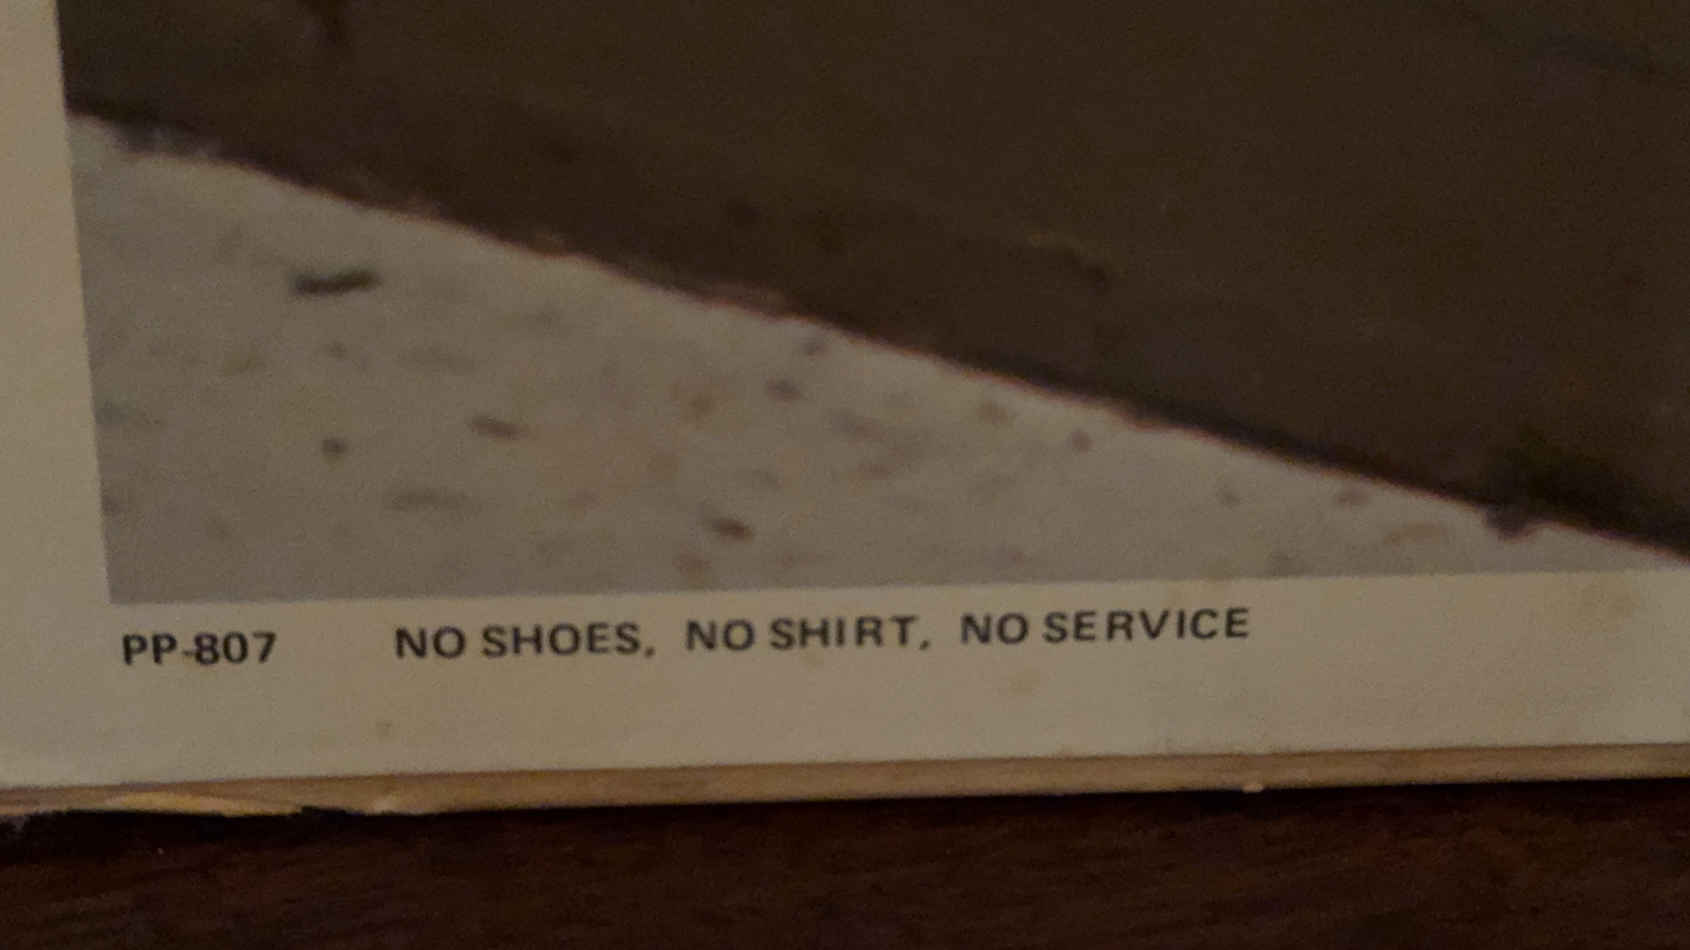 PP-807 NO SHOES, NO SHIRT, NO SERVICE